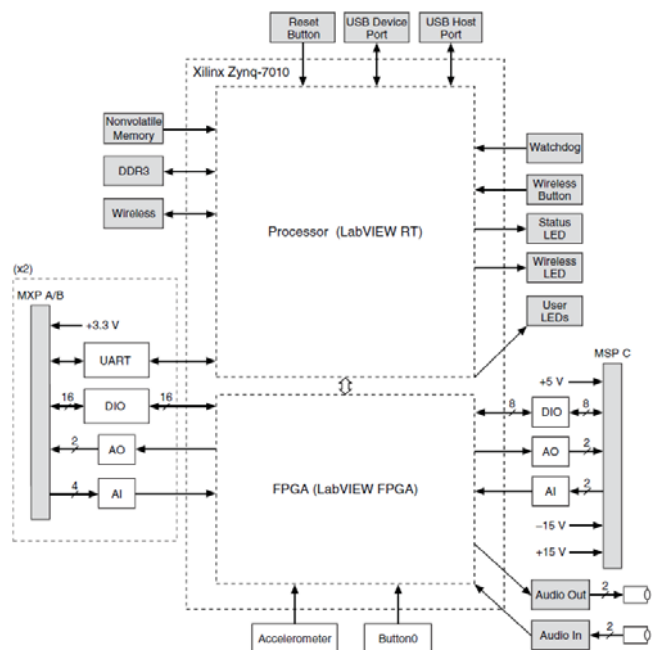 Reset
Button
USB Device
Port
USB Host
Port
Xilinx Zynq-7010
Nonvolatile
Memory
DDR3
Wireless
Processor (LabVIEW RT)
Watchdog
Wireless
Button
Status
LED
Wireless
LED
User
LEDs
(x2)
MXP A/B
+3.3 V
UART
16
DIO
16
2
AO
4
AI
FPGA (LabVIEW FPGA)
MSP C
+5 V
8
DIO
8
AO
2
AI
2
–15 V
+15 V
Audio Out
2
Audio In
2
Accelerometer
Button0